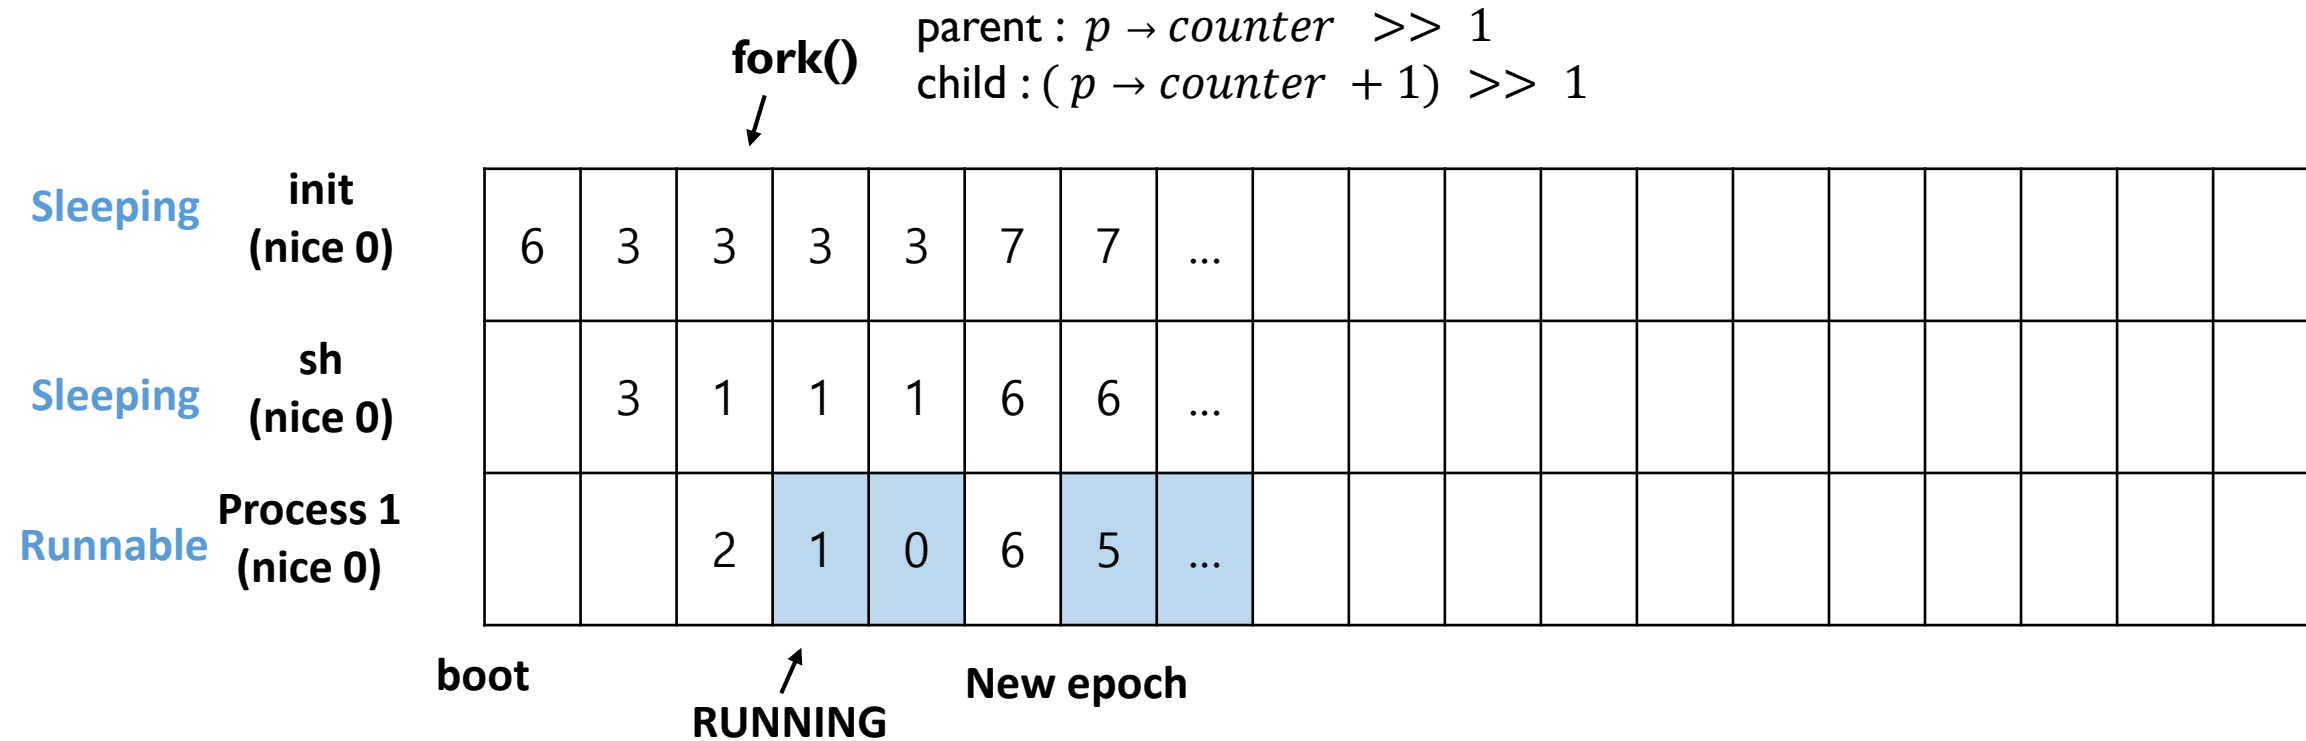 parent : p → counter >> 1
fork()
child : ( p → counter + 1) >> 1
Sleeping
init
(nice 0)
6 3 3 3 3 7 7 ...
Sleeping
sh
(nice 0)
3 1 1 1 6 6 ...
Runnable
Process 1
(nice 0)
2 1 0 6 5 ...
boot
New epoch
RUNNING